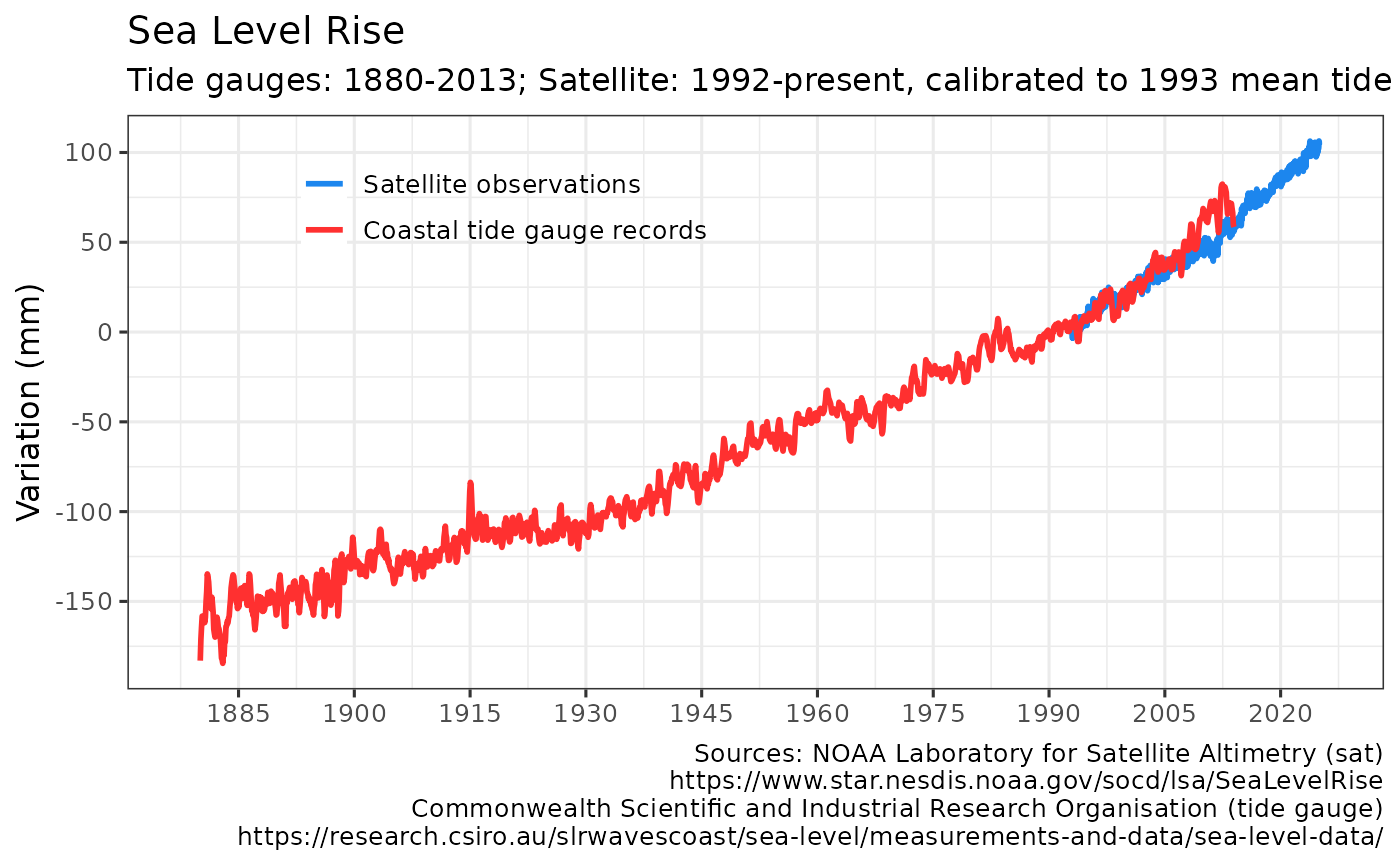 Sea Level Rise
Tide gauges: 1880-2013; Satellite: 1992-present, calibrated to 1993 mean tide
Variation (mm)
100
50
0
-50
-100
-150
Satellite observations
Coastal tide gauge records
1885 1900 1915 1930 1945 1960 1975 1990 2005 2020
Sources: NOAA Laboratory for Satellite Altimetry (sat)
https://www.star.nesdis.noaa.gov/socd/lsa/SeaLevelRise
Commonwealth Scientific and Industrial Research Organisation (tide gauge)
https://research.csiro.au/slrwavescoast/sea-level/measurements-and-data/sea-level-data/